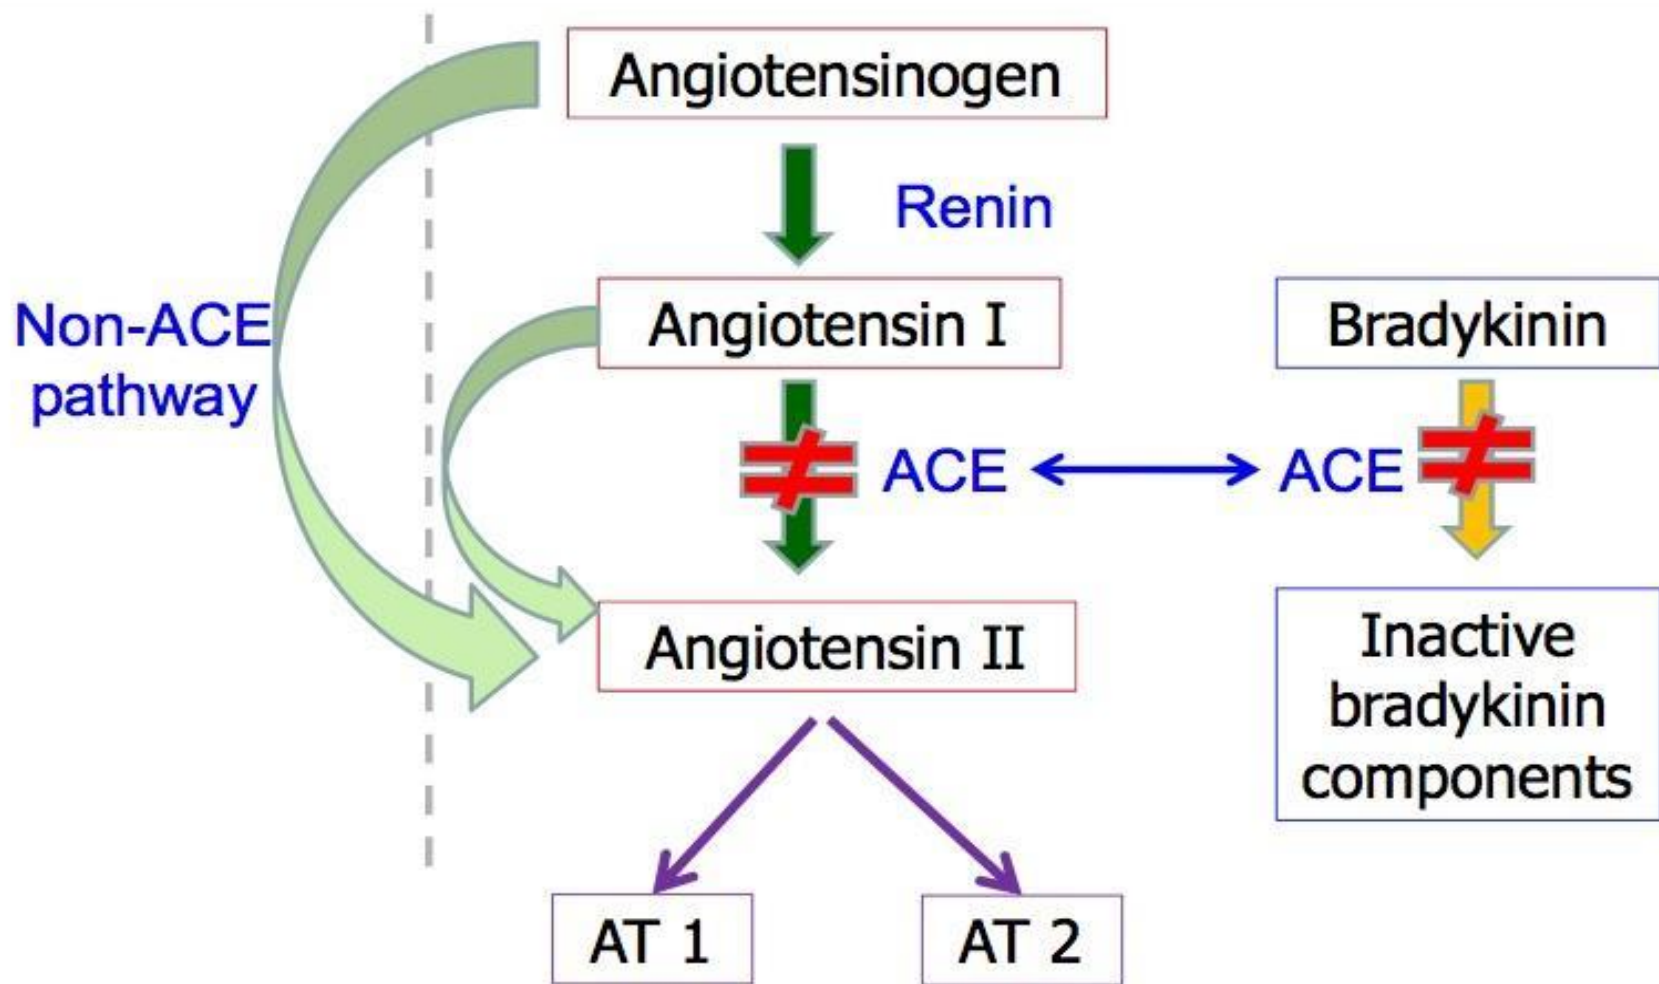 Angiotensinogen
Renin
Non-ACE
pathway
Angiotensin I
Bradykinin
ACE
ACE
Angiotensin II
Inactive
bradykinin
components
AT 1
AT 2